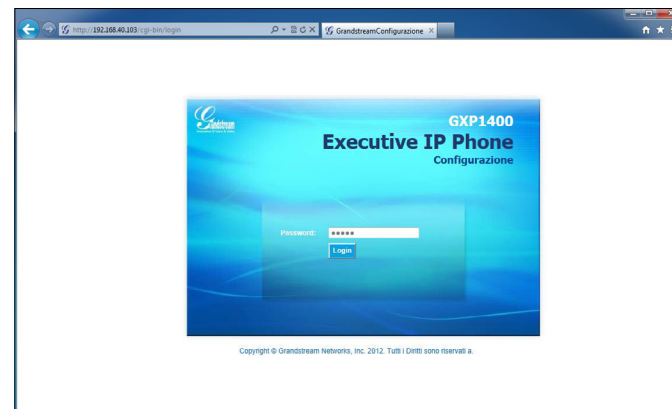 http://192.168.40.103/cgi-bin/login
GrandstreamConfigurazione
Grandstream
GXP1400
Executive IP Phone
Configurazione
Password:
Login
Copyright © Grandstream Networks, Inc. 2012. Tutti i Diritti sono riservati a.